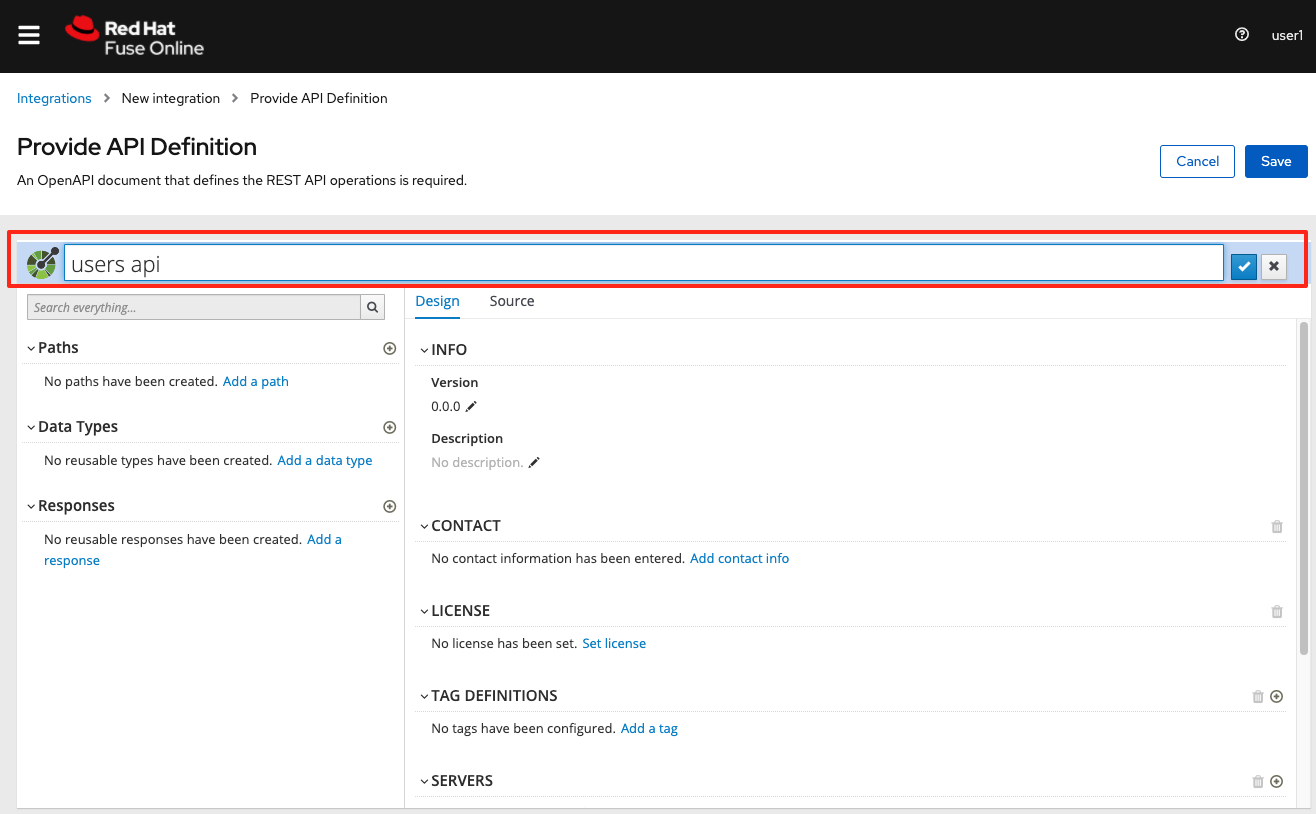 Red Hat
Fuse Online
user1
Integrations > New integration > Provide API Definition
Provide API Definition
An OpenAPI document that defines the REST API operations is required.
Cancel
Save
users api
Search everything...
Paths
No paths have been created. Add a path
Data Types
No reusable types have been created. Add a data type
Responses
No reusable responses have been created. Add a
response
Design Source
INFO
Version
0.0.0
Description
No description.
CONTACT
No contact information has been entered. Add contact info
LICENSE
No license has been set. Set license
TAG DEFINITIONS
No tags have been configured. Add a tag
SERVERS